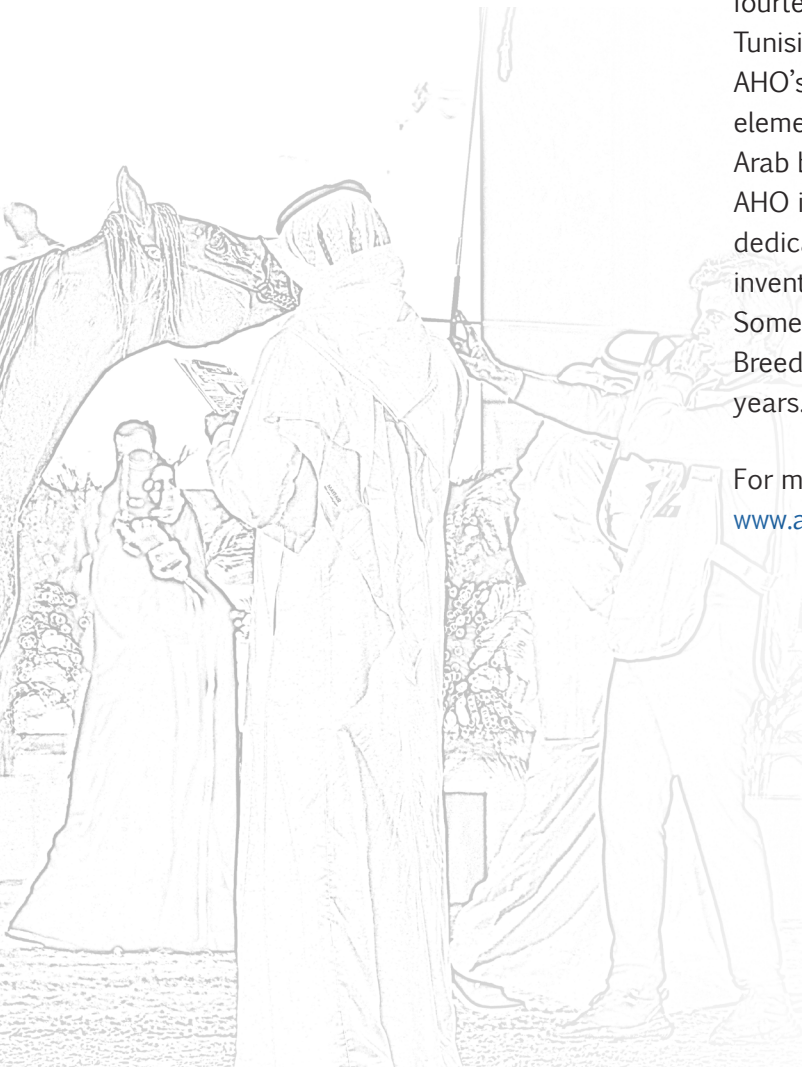 fourte
Tunisi
AHO's
eleme
Arab b
AHO i
dedica
invent
Some
Breed
years.
For m
www.a